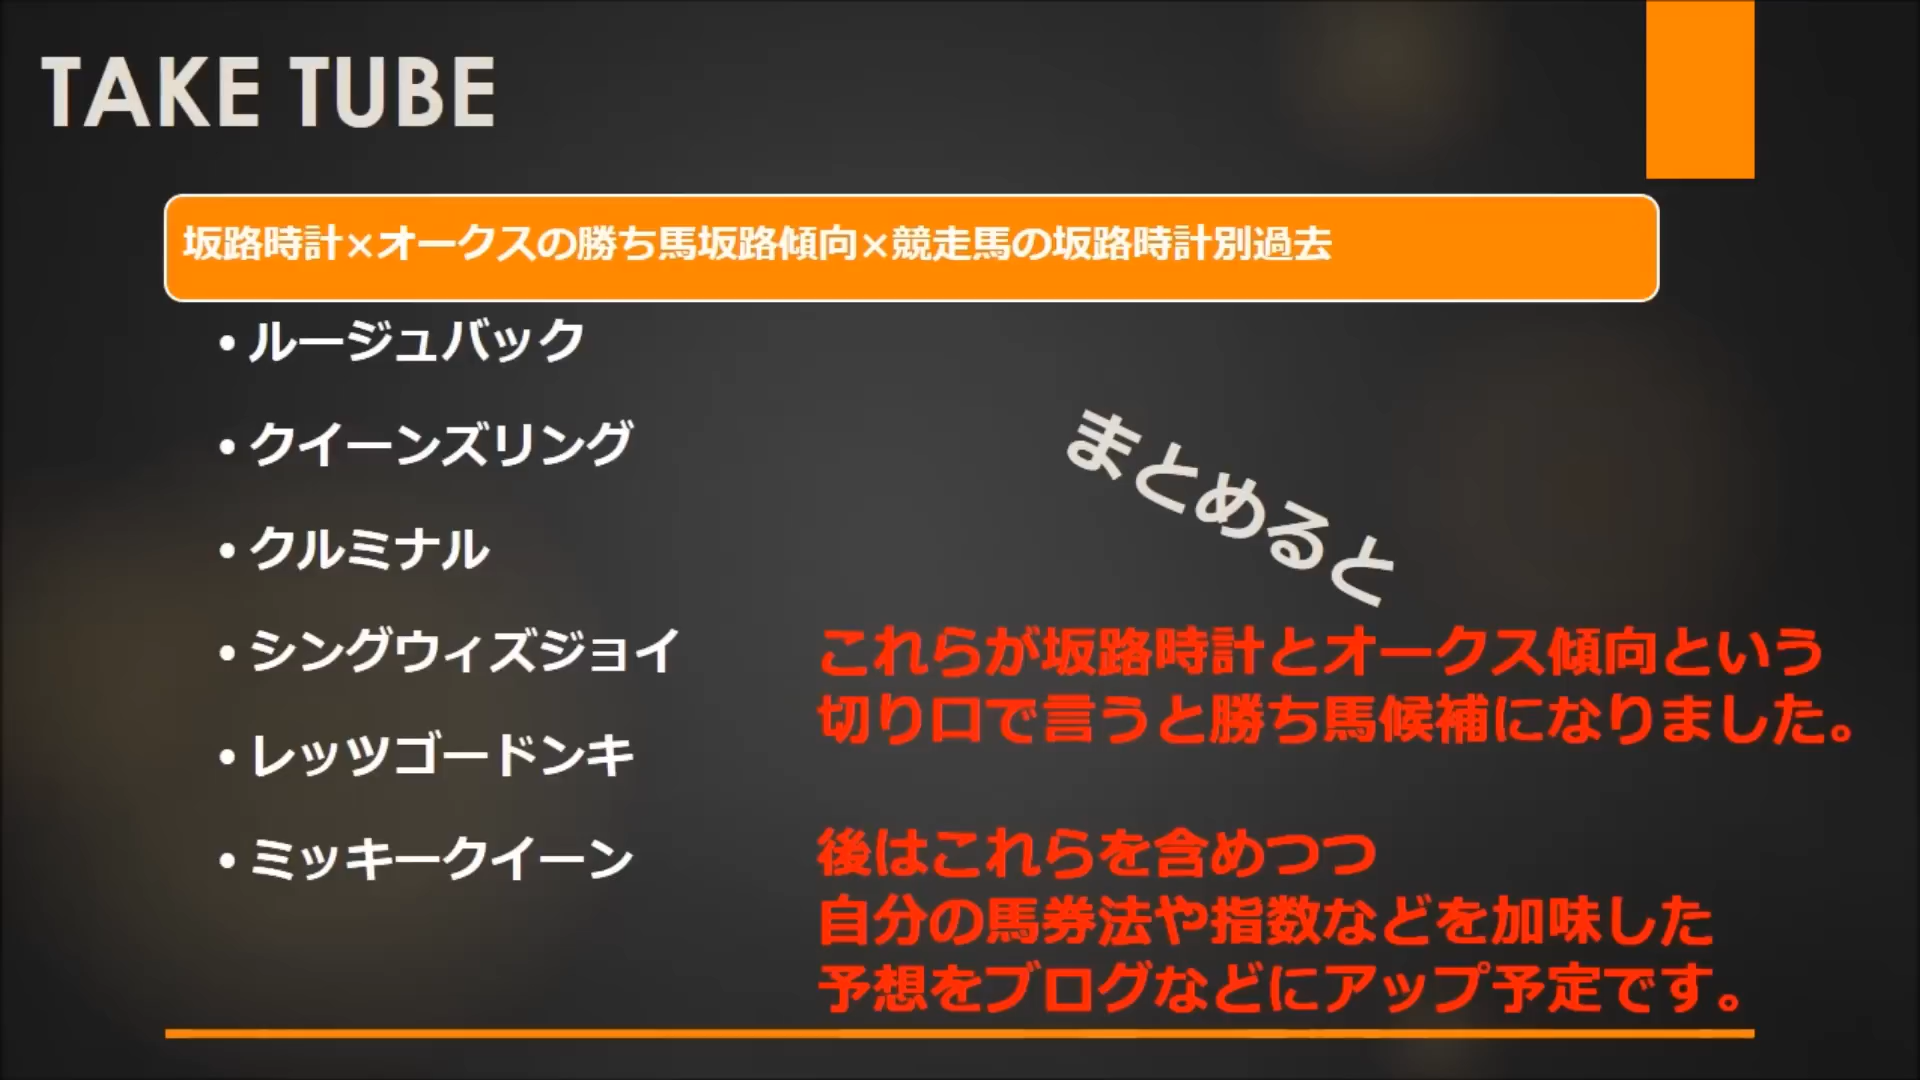 TAKE TUBE
坂路時計×オークスの勝ち馬坂路傾向×競走馬の坂路時計別過去
• ルージュバック
• クイーンズリング
• クルミナル
• シングウィズジョイ
• レッツゴードンキ
• ミッキークイーン
まとめると
これらが坂路時計とオークス傾向という
切り口で言うと勝ち馬候補になりました。
後はこれらを含めつつ
自分の馬券法や指数などを加味した
予想をブログなどにアップ予定です。